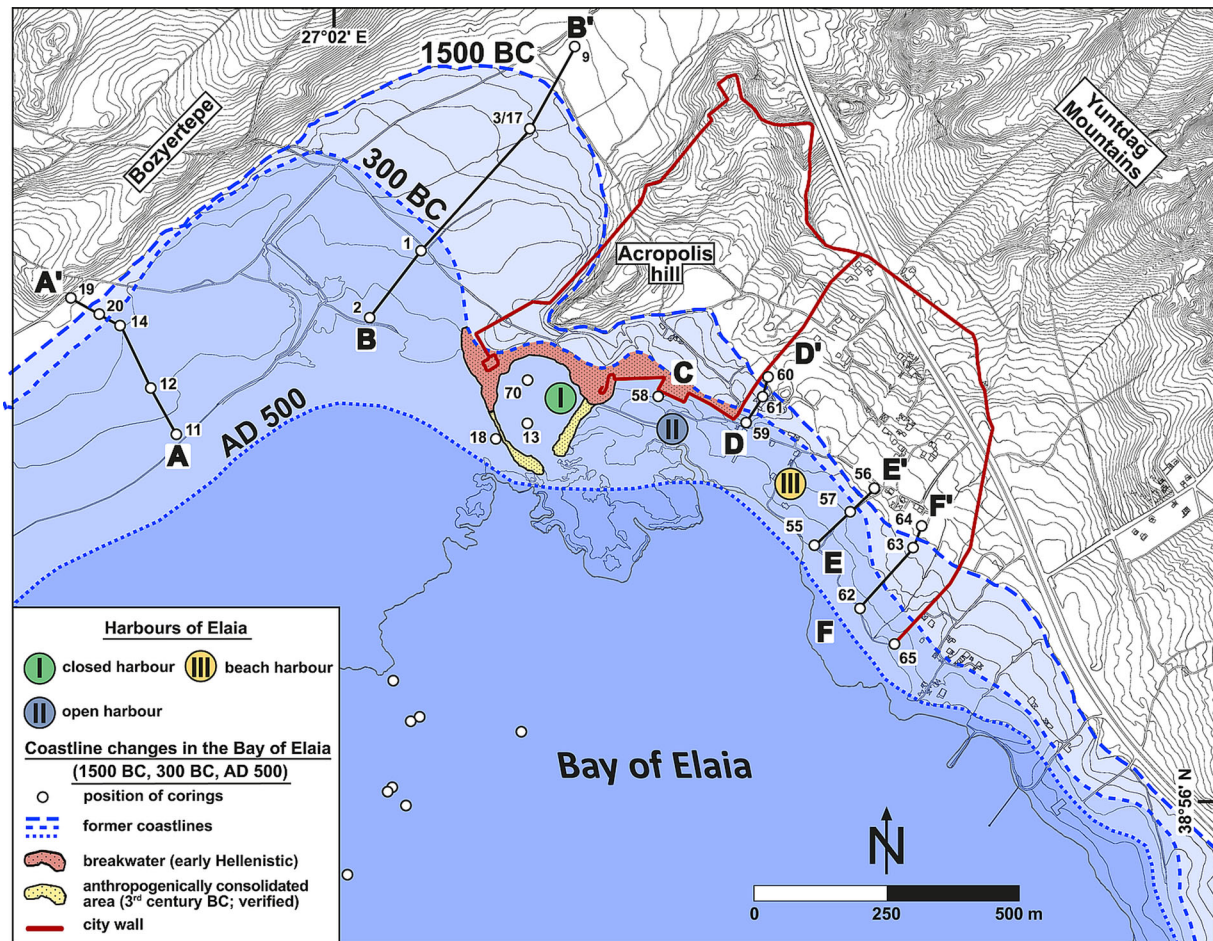 27°02' E
B'
9
1500 BC
3/17
Bozyertepe
Yuntdag
Mountains
300 BC
1
Acropolis
hill
A'
19
20
14
2
B
D'
60
C
70
I
58
61
12
II
D
59
11
A
18
13
AD 500
III
56
E'
57
F'
64
55
63
E
62
F
65
Bay of Elaia
38°56' N
N
0
250
500 m
Harbours of Elaia
I
closed harbour
III
beach harbour
II
open harbour
Coastline changes in the Bay of Elaia
(1500 BC, 300 BC, AD 500)
position of corings
former coastlines
breakwater (early Hellenistic)
anthropogenically consolidated
area (3rd century BC; verified)
city wall